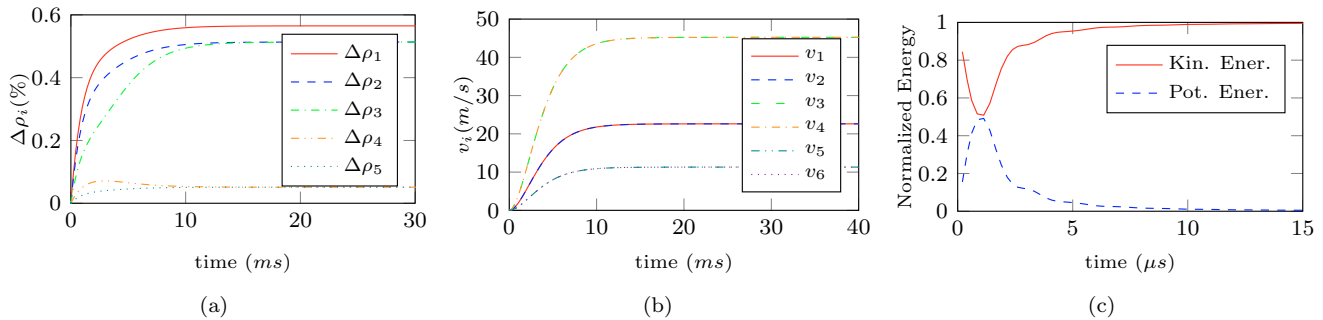 0.6
0.4
0.2
0
Δρi(%)
0
10
20
30
time (ms)
Δρ1
Δρ2
Δρ3
Δρ4
Δρ5
(a)
50
40
30
20
10
0
vi(m/s)
0
10
20
30
40
time (ms)
v1
v2
v3
v4
v5
v6
(b)
1
0.8
0.6
0.4
0.2
0
Normalized Energy
0
5
10
15
time (μs)
Kin. Ener.
Pot. Ener.
(c)